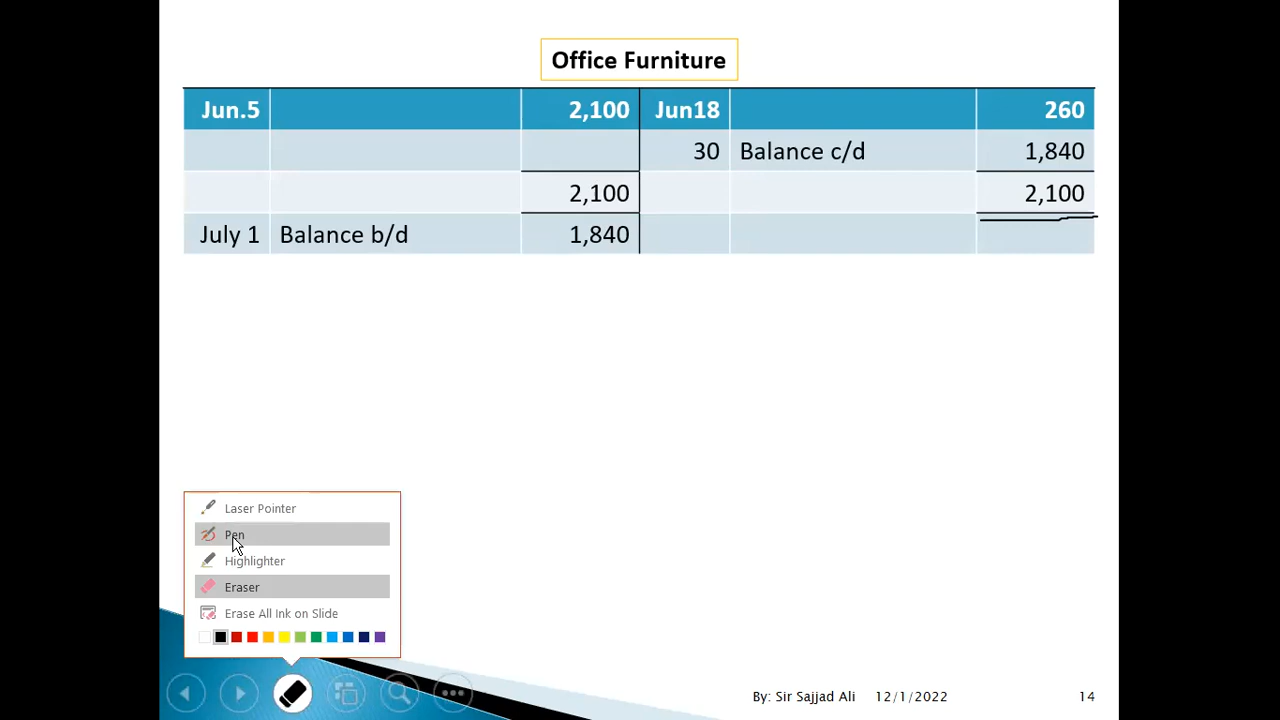 Office Furniture
Jun.5 2,100 Jun18 260
30 Balance c/d 1,840
2,100 2,100
July 1 Balance b/d 1,840
Laser Pointer
Pen
Highlighter
Eraser
Erase All Ink on Slide
By: Sir Sajjad Ali 12/1/2022 14